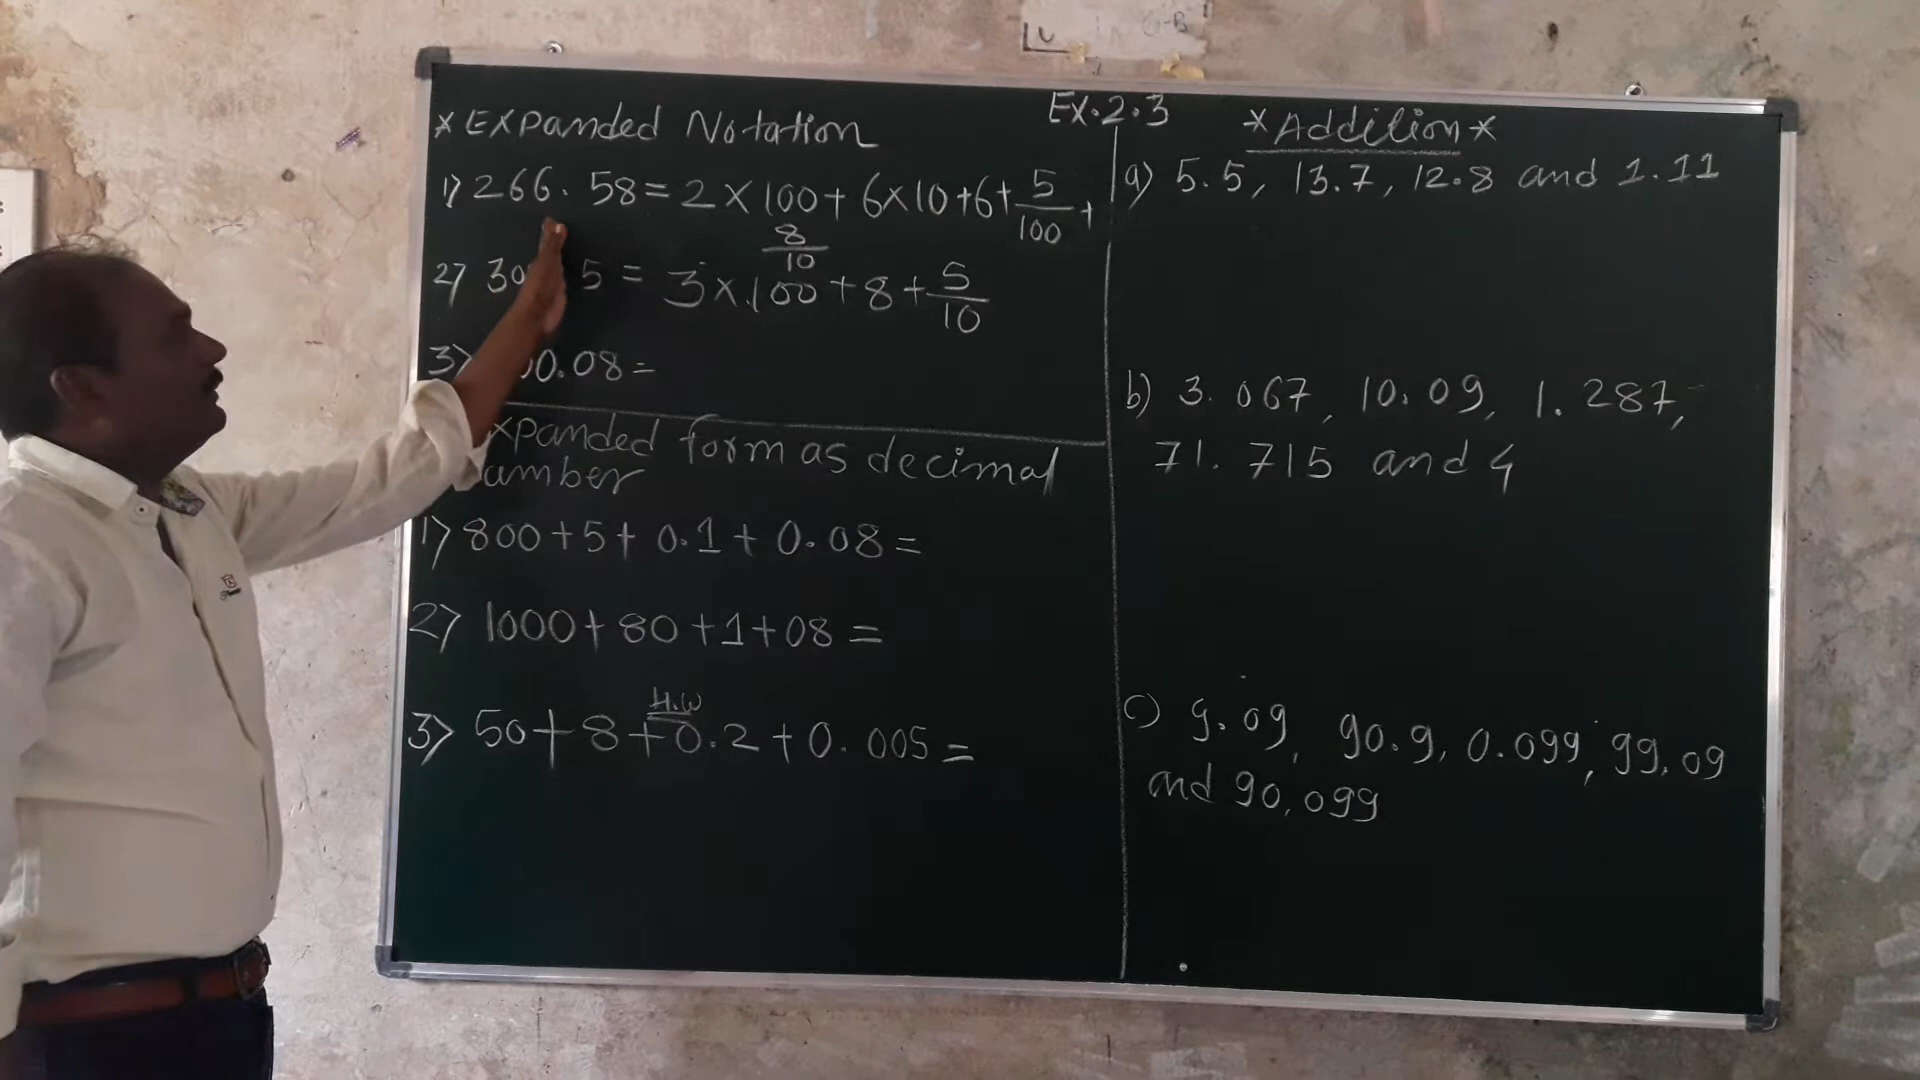 Ex.2.3
*Expanded Notation
1) 266.58 = 2 × 100 + 6×10 + 6 + 5/100 +
8/10
2) 30 5 = 3 × 100 + 8 + 5/10
3) 00.08 =
xpanded form as decimal
umber
1) 800 + 5 + 0.1 + 0.08 =
2) 1000 + 80 + 1 + 08 =
H.W
3) 50 + 8 + 0.2 + 0.005 =
*Addition*
a) 5.5, 13.7, 12.8 and 1.11
b) 3.067, 10.09, 1.287,
71.715 and 4
c) 9.09, 90.9, 0.099, 99.09
and 90,099